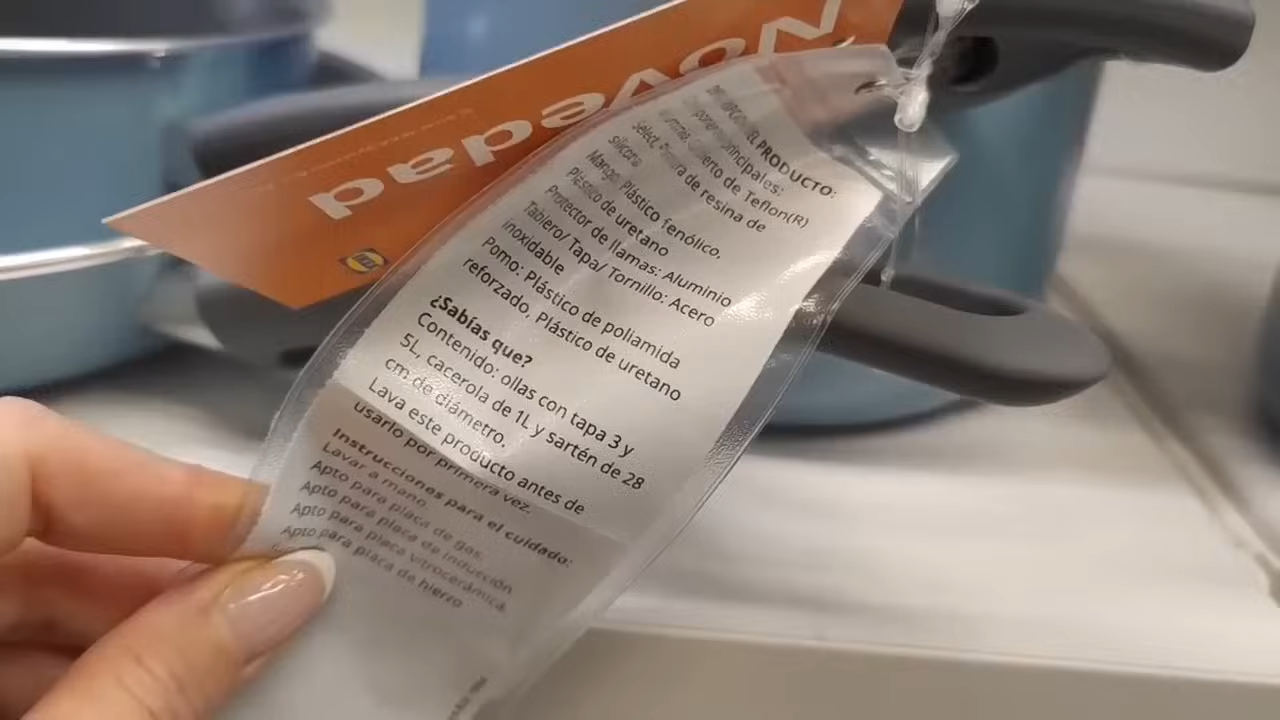 Novedad
IKEA
EL PRODUCTO:
principales:
de Teflon(R)
Select, de resina de
silicona
Mango: Plástico fenólico,
Plástico de uretano
Protector de llamas: Aluminio
Tablero/ Tapa/ Tornillo: Acero
inoxidable
Pomo: Plástico de poliamida
reforzado, Plástico de uretano
¿Sabías que?
Contenido: ollas con tapa 3 y
5L, cacerola de 1L y sartén de 28
cm de diámetro.
Lava este producto antes de
usarlo por primera vez.
Instrucciones para el cuidado:
Lavar a mano.
Apto para placa de gas.
Apto para placa de inducción
Apto para placa vitrocerámica.
Apto para placa de hierro